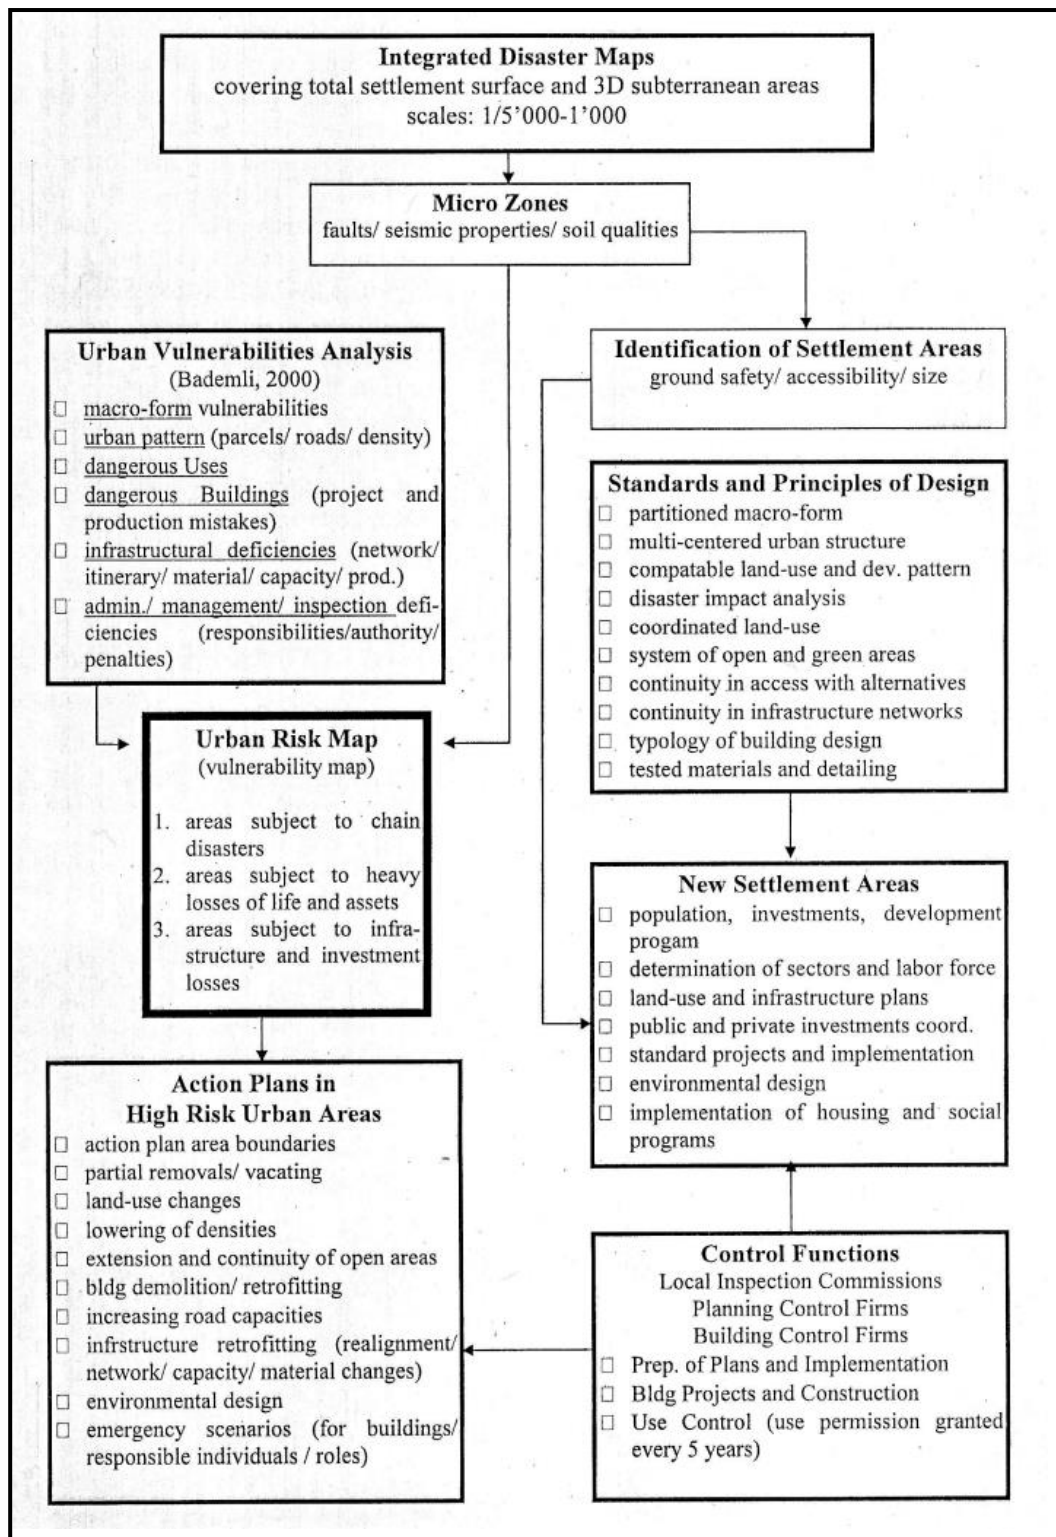 Integrated Disaster Maps
covering total settlement surface and 3D subterranean areas
scales: 1/5'000-1'000
Micro Zones
faults/ seismic properties/ soil qualities
Urban Vulnerabilities Analysis
(Bademli, 2000)
□ macro-form vulnerabilities
□ urban pattern (parcels/ roads/ density)
□ dangerous Uses
□ dangerous Buildings (project and
production mistakes)
□ infrastructural deficiencies (network/
itinerary/ material/ capacity/ prod.)
□ admin./ management/ inspection defi-
ciencies (responsibilities/authority/
penalties)
Identification of Settlement Areas
ground safety/ accessibility/ size
Standards and Principles of Design
□ partitioned macro-form
□ multi-centered urban structure
□ compatable land-use and dev. pattern
□ disaster impact analysis
□ coordinated land-use
□ system of open and green areas
□ continuity in access with alternatives
□ continuity in infrastructure networks
□ typology of building design
□ tested materials and detailing
Urban Risk Map
(vulnerability map)
1. areas subject to chain
disasters
2. areas subject to heavy
losses of life and assets
3. areas subject to infra-
structure and investment
losses
New Settlement Areas
□ population, investments, development
progam
□ determination of sectors and labor force
□ land-use and infrastructure plans
□ public and private investments coord.
□ standard projects and implementation
□ environmental design
□ implementation of housing and social
programs
Action Plans in
High Risk Urban Areas
□ action plan area boundaries
□ partial removals/ vacating
□ land-use changes
□ lowering of densities
□ extension and continuity of open areas
□ bldg demolition/ retrofitting
□ increasing road capacities
□ infrstructure retrofitting (realignment/
network/ capacity/ material changes)
□ environmental design
□ emergency scenarios (for buildings/
responsible individuals / roles)
Control Functions
Local Inspection Commissions
Planning Control Firms
Building Control Firms
□ Prep. of Plans and Implementation
□ Bldg Projects and Construction
□ Use Control (use permission granted
every 5 years)